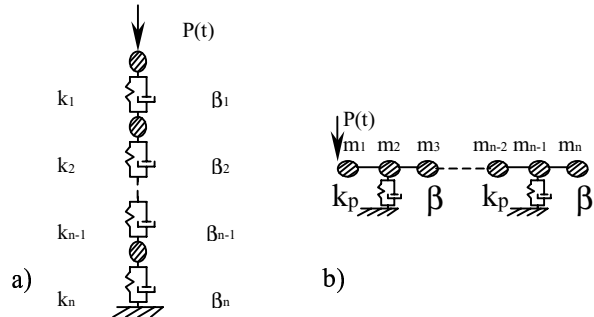 P(t)
k1 β1
k2 β2
kn-1 βn-1
kn βn
a)
P(t)
m1 m2 m3 mn-2 mn-1 mn
kp β kp β
b)